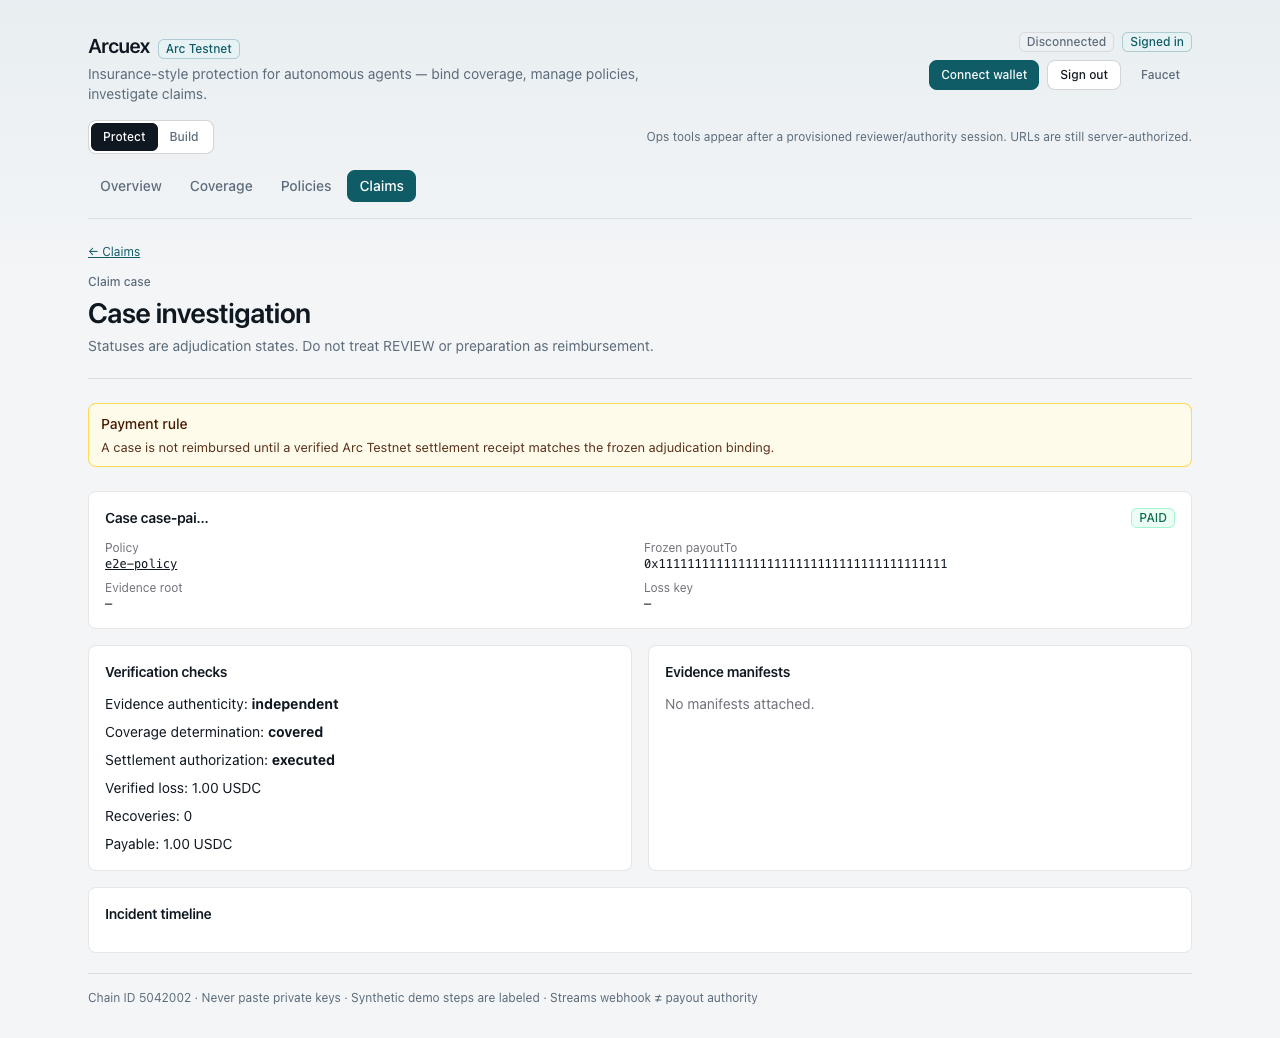 Arcuex Arc Testnet
Disconnected Signed in
Insurance-style protection for autonomous agents — bind coverage, manage policies,
investigate claims.
Connect wallet Sign out Faucet
Protect Build
Ops tools appear after a provisioned reviewer/authority session. URLs are still server-authorized.
Overview Coverage Policies Claims
← Claims
Claim case
Case investigation
Statuses are adjudication states. Do not treat REVIEW or preparation as reimbursement.
Payment rule
A case is not reimbursed until a verified Arc Testnet settlement receipt matches the frozen adjudication binding.
Case case-pai... PAID
Policy
e2e-policy
Frozen payoutTo
0x1111111111111111111111111111111111111111
Evidence root
—
Loss key
—
Verification checks
Evidence authenticity: independent
Coverage determination: covered
Settlement authorization: executed
Verified loss: 1.00 USDC
Recoveries: 0
Payable: 1.00 USDC
Evidence manifests
No manifests attached.
Incident timeline
Chain ID 5042002 · Never paste private keys · Synthetic demo steps are labeled · Streams webhook ≠ payout authority